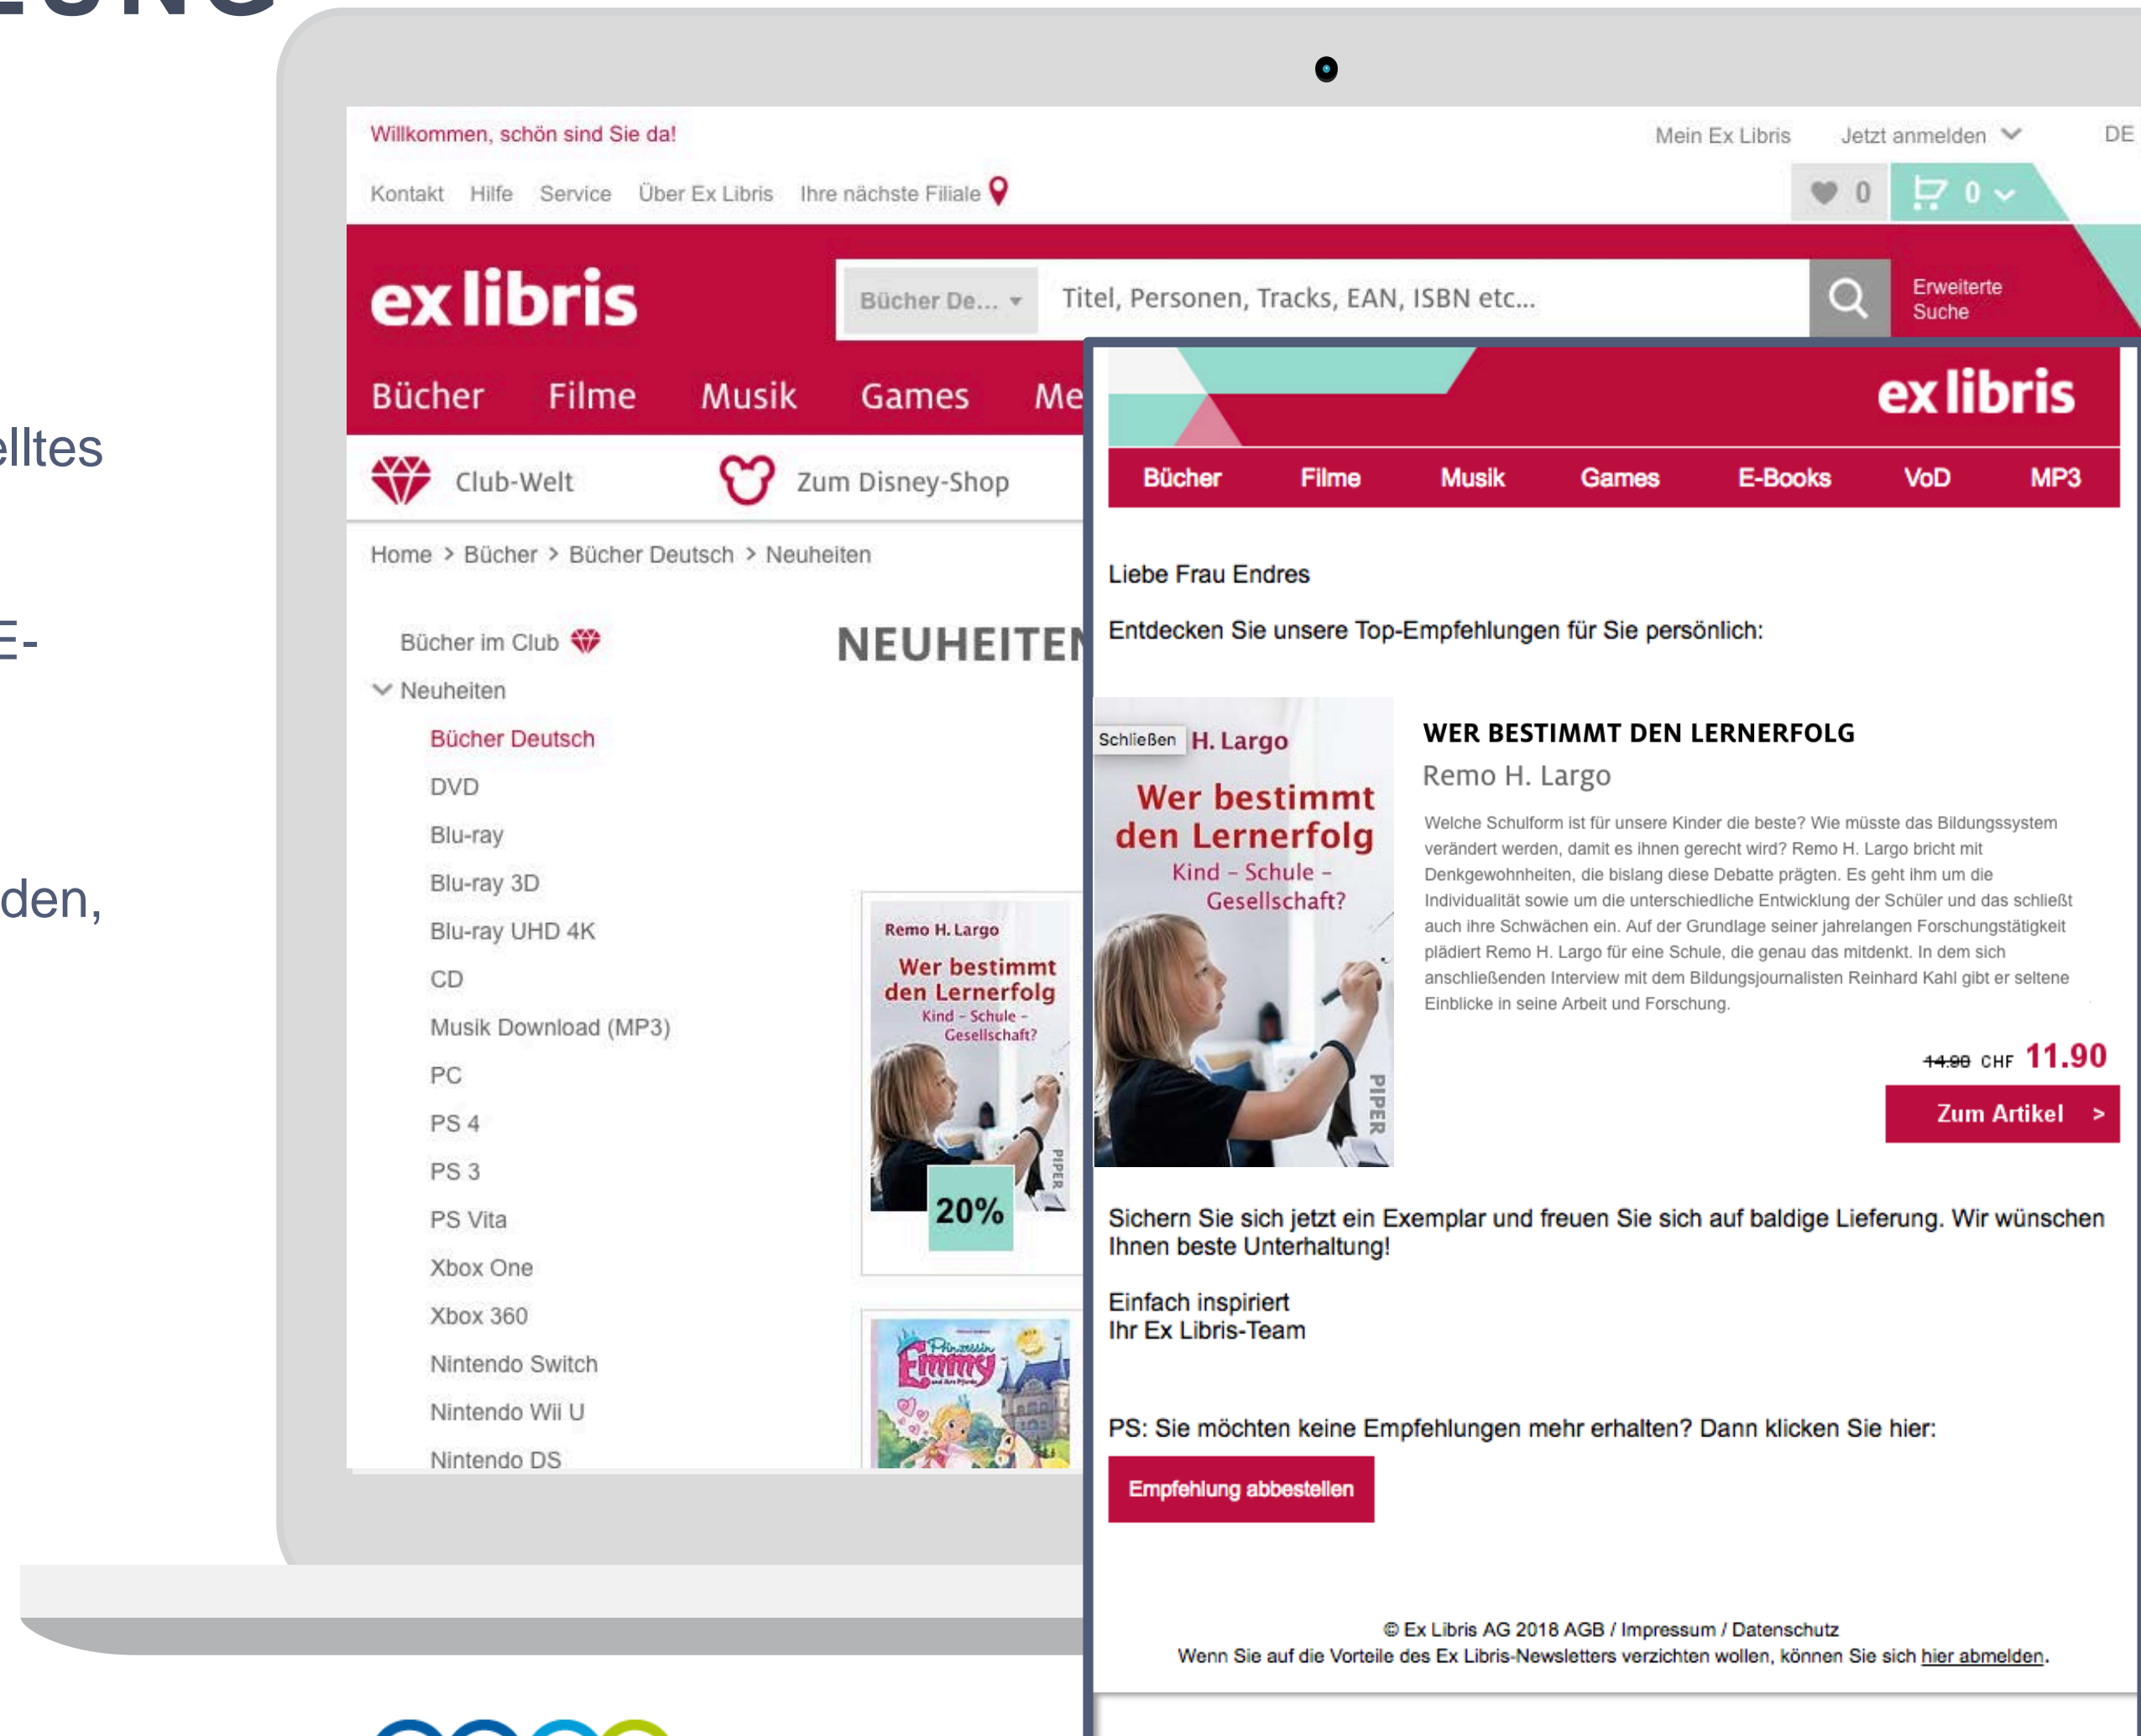 elltes
E-
den,
Willkommen, schön sind Sie da!
Mein Ex Libris Jetzt anmelden DE
Kontakt Hilfe Service Über Ex Libris Ihre nächste Filiale
0 0
ex libris
Bücher De...
Titel, Personen, Tracks, EAN, ISBN etc...
Erweiterte
Suche
Bücher Filme Musik Games Me
Club-Welt Zum Disney-Shop
Home > Bücher > Bücher Deutsch > Neuheiten
Bücher im Club
Neuheiten
Bücher Deutsch
DVD
Blu-ray
Blu-ray 3D
Blu-ray UHD 4K
CD
Musik Download (MP3)
PC
PS 4
PS 3
PS Vita
Xbox One
Xbox 360
Nintendo Switch
Nintendo Wii U
Nintendo DS
NEUHEITEN
Remo H. Largo
Wer bestimmt
den Lernerfolg
Kind – Schule –
Gesellschaft?
PIPER
20%
Prinzessin
Emmy
und ihre Pferde
ex libris
Bücher Filme Musik Games E-Books VoD MP3
Liebe Frau Endres
Entdecken Sie unsere Top-Empfehlungen für Sie persönlich:
Schließen
H. Largo
Wer bestimmt
den Lernerfolg
Kind – Schule –
Gesellschaft?
PIPER
WER BESTIMMT DEN LERNERFOLG
Remo H. Largo
Welche Schulform ist für unsere Kinder die beste? Wie müsste das Bildungssystem
verändert werden, damit es ihnen gerecht wird? Remo H. Largo bricht mit
Denkgewohnheiten, die bislang diese Debatte prägten. Es geht ihm um die
Individualität sowie um die unterschiedliche Entwicklung der Schüler und das schließt
auch ihre Schwächen ein. Auf der Grundlage seiner jahrelangen Forschungstätigkeit
plädiert Remo H. Largo für eine Schule, die genau das mitdenkt. In dem sich
anschließenden Interview mit dem Bildungsjournalisten Reinhard Kahl gibt er seltene
Einblicke in seine Arbeit und Forschung.
14.90 CHF 11.90
Zum Artikel >
Sichern Sie sich jetzt ein Exemplar und freuen Sie sich auf baldige Lieferung. Wir wünschen
Ihnen beste Unterhaltung!
Einfach inspiriert
Ihr Ex Libris-Team
PS: Sie möchten keine Empfehlungen mehr erhalten? Dann klicken Sie hier:
Empfehlung abbestellen
© Ex Libris AG 2018 AGB / Impressum / Datenschutz
Wenn Sie auf die Vorteile des Ex Libris-Newsletters verzichten wollen, können Sie sich hier abmelden.